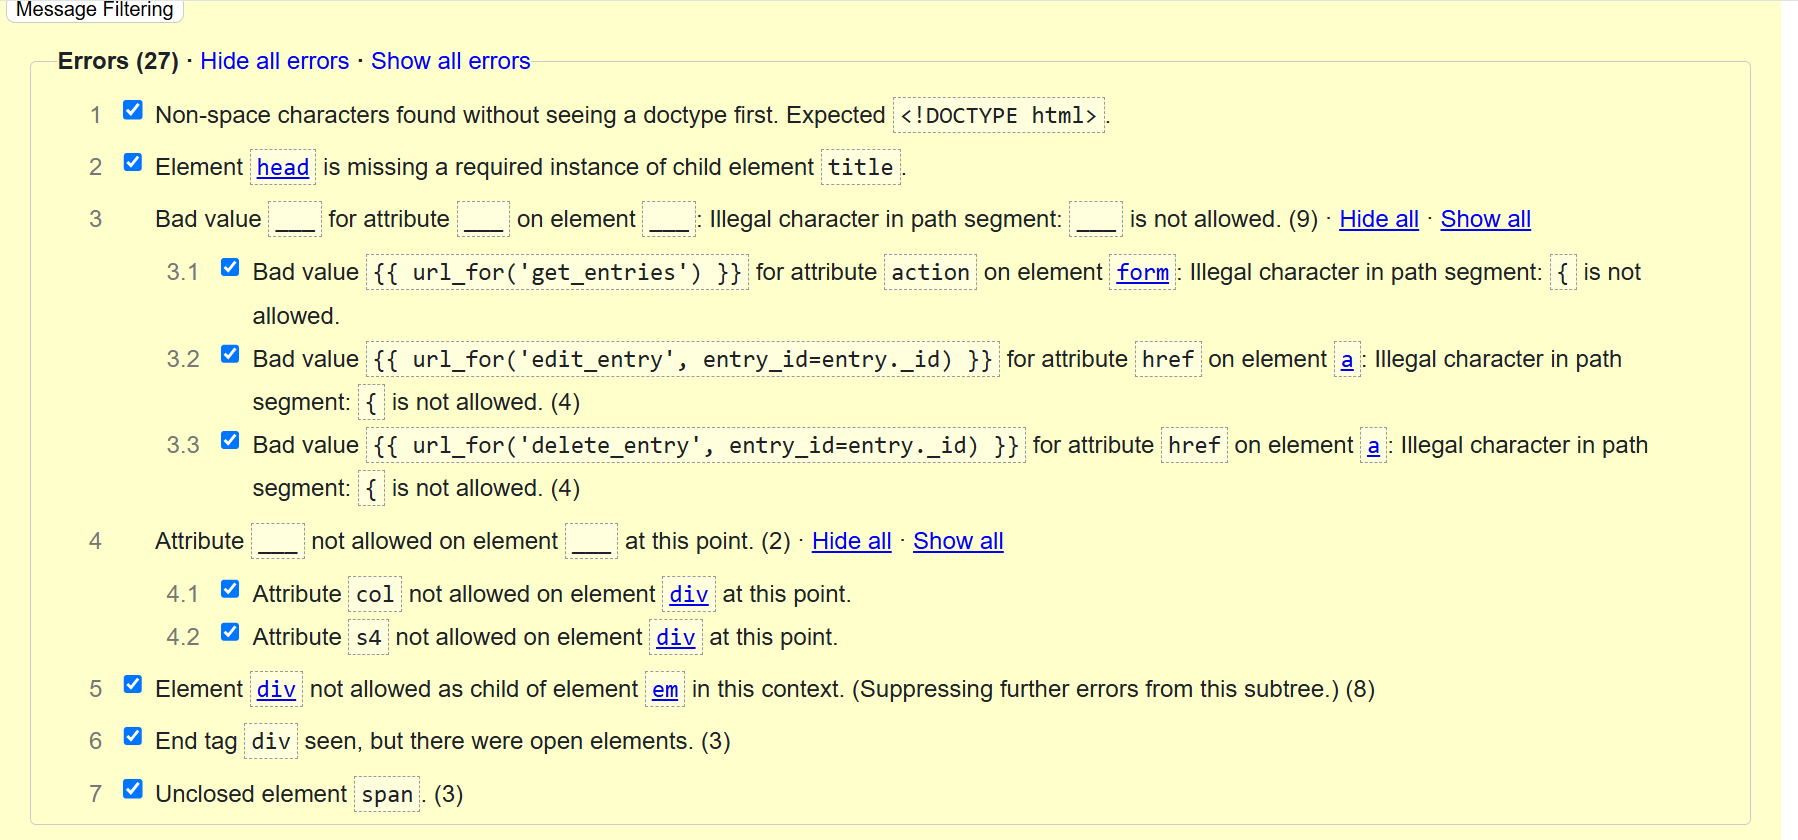 Message Filtering
Errors (27) · Hide all errors · Show all errors
1 Non-space characters found without seeing a doctype first. Expected <!DOCTYPE html>.
2 Element head is missing a required instance of child element title.
3 Bad value ___ for attribute ___ on element ___: Illegal character in path segment: ___ is not allowed. (9) · Hide all · Show all
3.1 Bad value {{ url_for('get_entries') }} for attribute action on element form: Illegal character in path segment: { is not
allowed.
3.2 Bad value {{ url_for('edit_entry', entry_id=entry._id) }} for attribute href on element a: Illegal character in path
segment: { is not allowed. (4)
3.3 Bad value {{ url_for('delete_entry', entry_id=entry._id) }} for attribute href on element a: Illegal character in path
segment: { is not allowed. (4)
4 Attribute ___ not allowed on element ___ at this point. (2) · Hide all · Show all
4.1 Attribute col not allowed on element div at this point.
4.2 Attribute s4 not allowed on element div at this point.
5 Element div not allowed as child of element em in this context. (Suppressing further errors from this subtree.) (8)
6 End tag div seen, but there were open elements. (3)
7 Unclosed element span. (3)